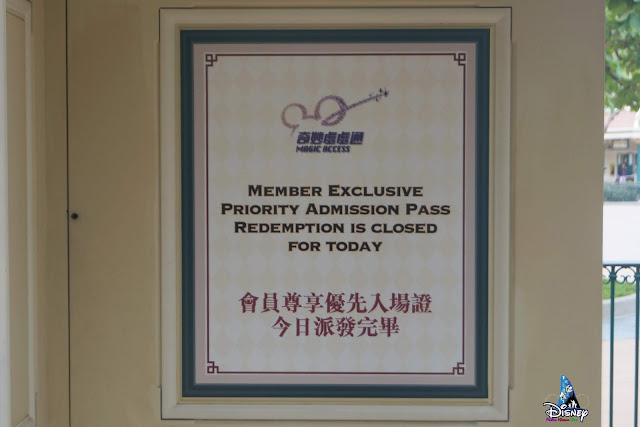 奇妙處處通
MAGIC ACCESS
MEMBER EXCLUSIVE
PRIORITY ADMISSION PASS
REDEMPTION IS CLOSED
FOR TODAY
會員尊享優先入場證
今日派發完畢
DISNEY